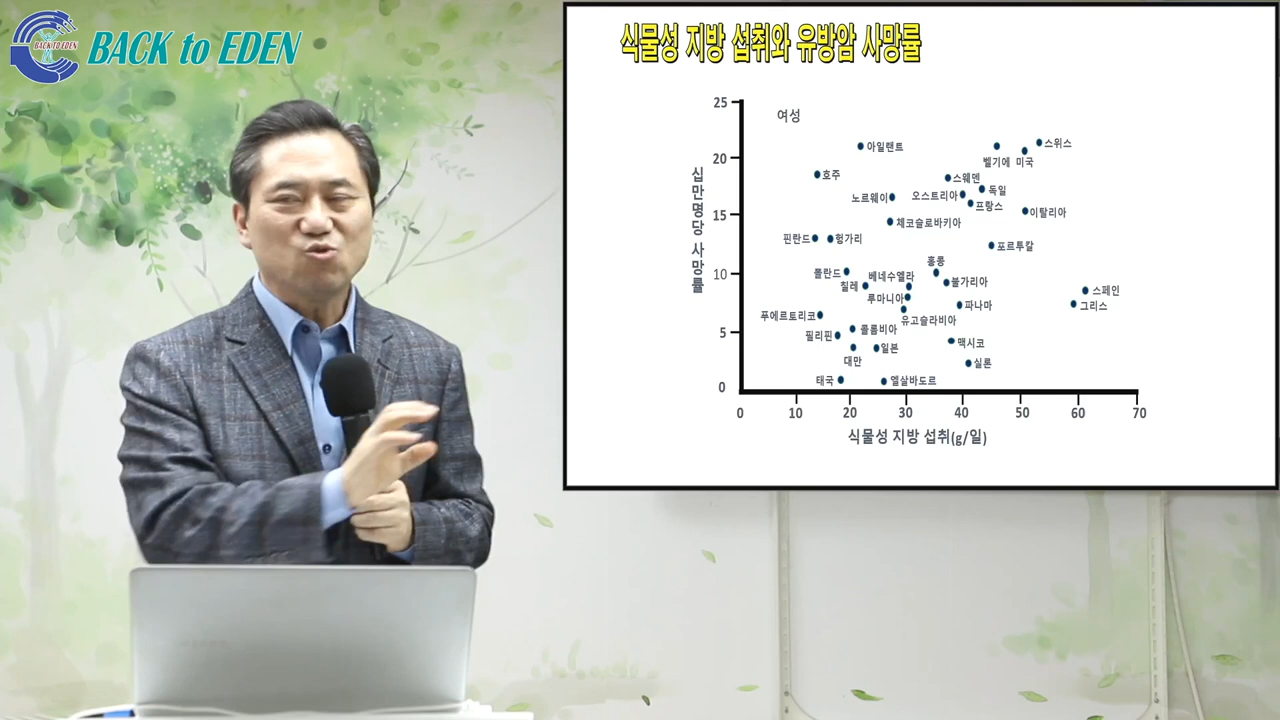 BACK TO EDEN
BACK to EDEN
식물성 지방 섭취와 유방암 사망률
여성
십만명당 사망률
25
20
15
10
5
0
아일랜트
벨기에
미국
스위스
호주
스웨덴
노르웨이
오스트리아
독일
프랑스
이탈리아
체코슬로바키아
핀란드
헝가리
포르투칼
홍콩
폴란드
베네수엘라
칠레
불가리아
스페인
루마니아
파나마
그리스
푸에르토리코
유고슬라비아
필리핀
콜롬비아
맥시코
대만
일본
실론
태국
엘살바도르
0 10 20 30 40 50 60 70
식물성 지방 섭취(g/일)